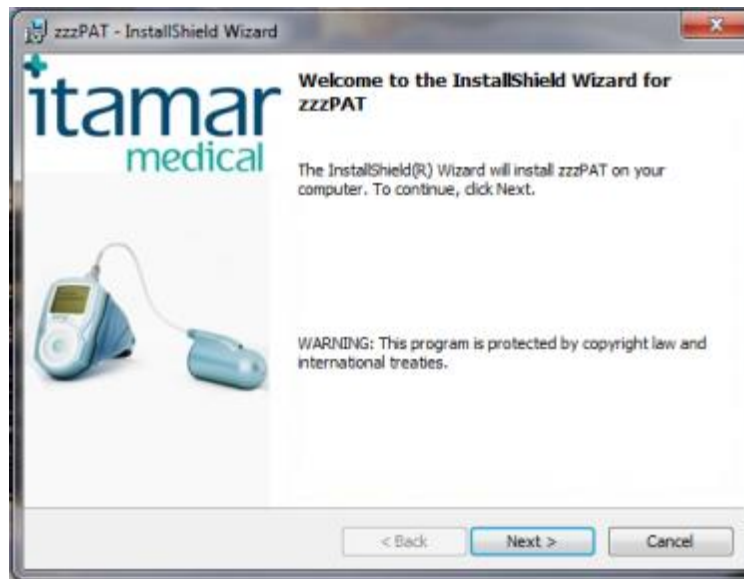 zzzPAT - InstallShield Wizard
itamar
medical
Welcome to the InstallShield Wizard for
zzzPAT
The InstallShield(R) Wizard will install zzzPAT on your
computer. To continue, click Next.
WARNING: This program is protected by copyright law and
international treaties.
< Back
Next >
Cancel